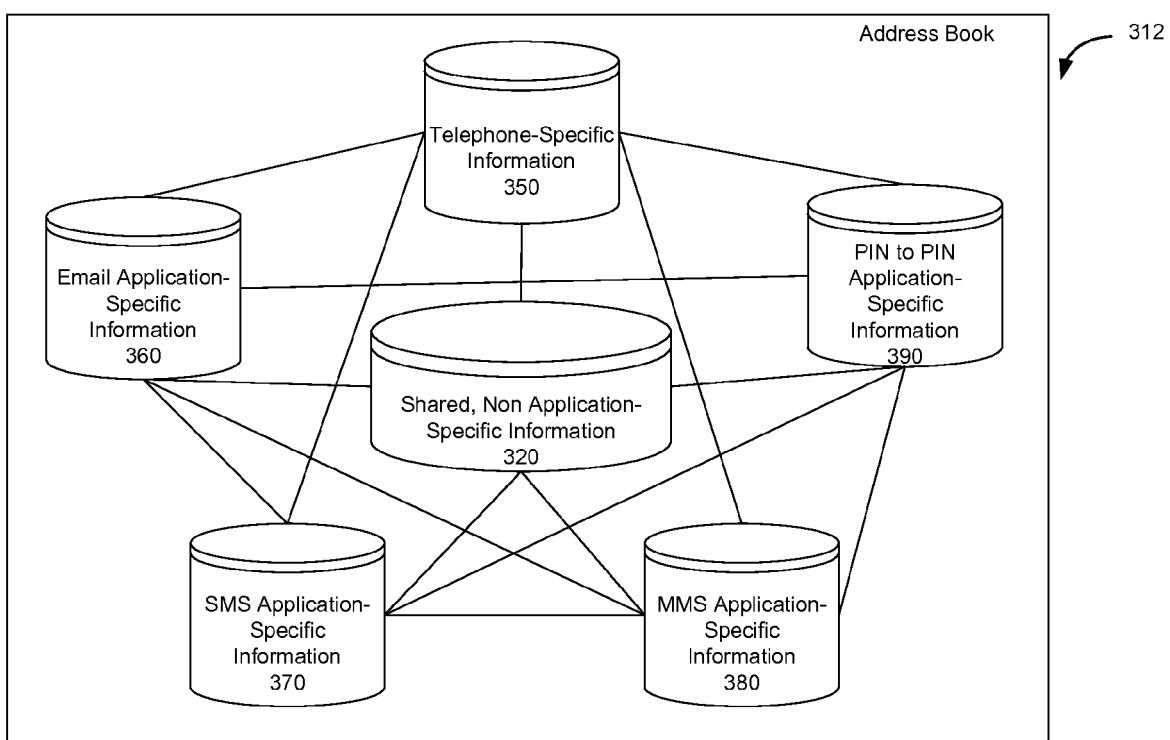 Address Book
312
Telephone-Specific
Information
350
Email Application-
Specific
Information
360
PIN to PIN
Application-
Specific
Information
390
Shared, Non Application-
Specific Information
320
SMS Application-
Specific
Information
370
MMS Application-
Specific
Information
380